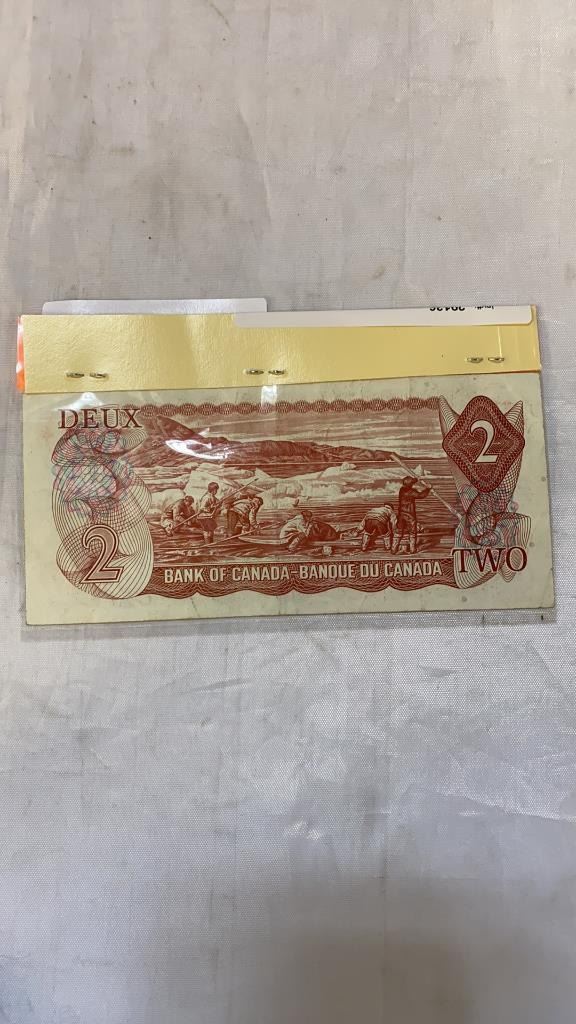 DEUX
2
2
BANK OF CANADA-BANQUE DU CANADA
TWO